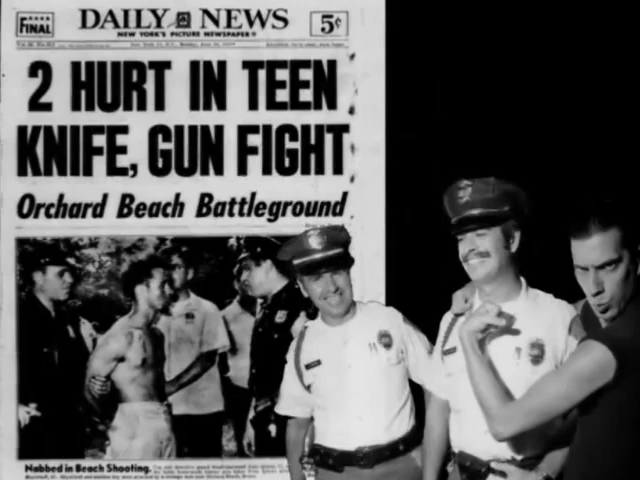 FINAL
DAILY NEWS
NEW YORK'S PICTURE NEWSPAPER
5¢
2 HURT IN TEEN
KNIFE, GUN FIGHT
Orchard Beach Battleground
Nabbed in Beach Shooting.